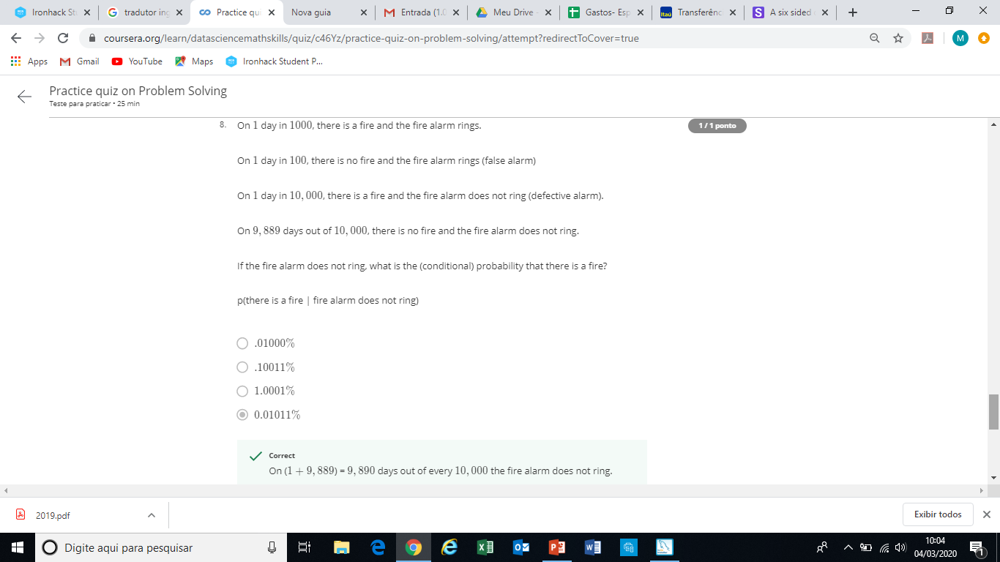 Ironhack St
tradutor ing
Practice qui
Nova guia
Entrada (1.0
Meu Drive -
Gastos- Esp
Itaú
Transferênc
S
A six sided
coursera.org/learn/datasciencemathskills/quiz/c46Yz/practice-quiz-on-problem-solving/attempt?redirectToCover=true
M
Apps
Gmail
YouTube
Maps
Ironhack Student P...
Practice quiz on Problem Solving
Teste para praticar • 25 min
8. On 1 day in 1000, there is a fire and the fire alarm rings.
1 / 1 ponto
On 1 day in 100, there is no fire and the fire alarm rings (false alarm)
On 1 day in 10, 000, there is a fire and the fire alarm does not ring (defective alarm).
On 9, 889 days out of 10, 000, there is no fire and the fire alarm does not ring.
If the fire alarm does not ring, what is the (conditional) probability that there is a fire?
p(there is a fire | fire alarm does not ring)
.01000%
.10011%
1.0001%
0.01011%
Correct
On (1 + 9, 889) = 9, 890 days out of every 10, 000 the fire alarm does not ring.
2019.pdf
Exibir todos
Digite aqui para pesquisar
10:04
04/03/2020
1